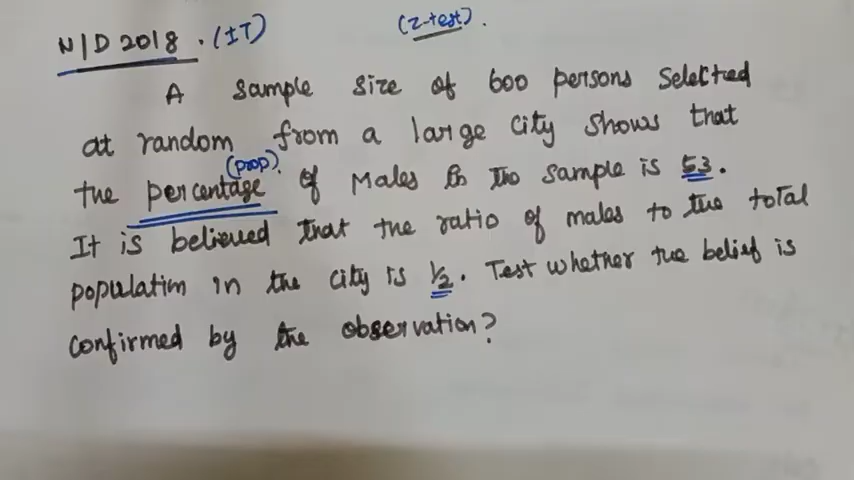 N/D 2018. (IT)
(Z-test).
A sample size of 600 persons selected
at random from a large city shows that
(prop).
the percentage of Males in the sample is 53.
It is believed that the ratio of males to the total
population in the city is 1/2. Test whether the belief is
confirmed by the observation?